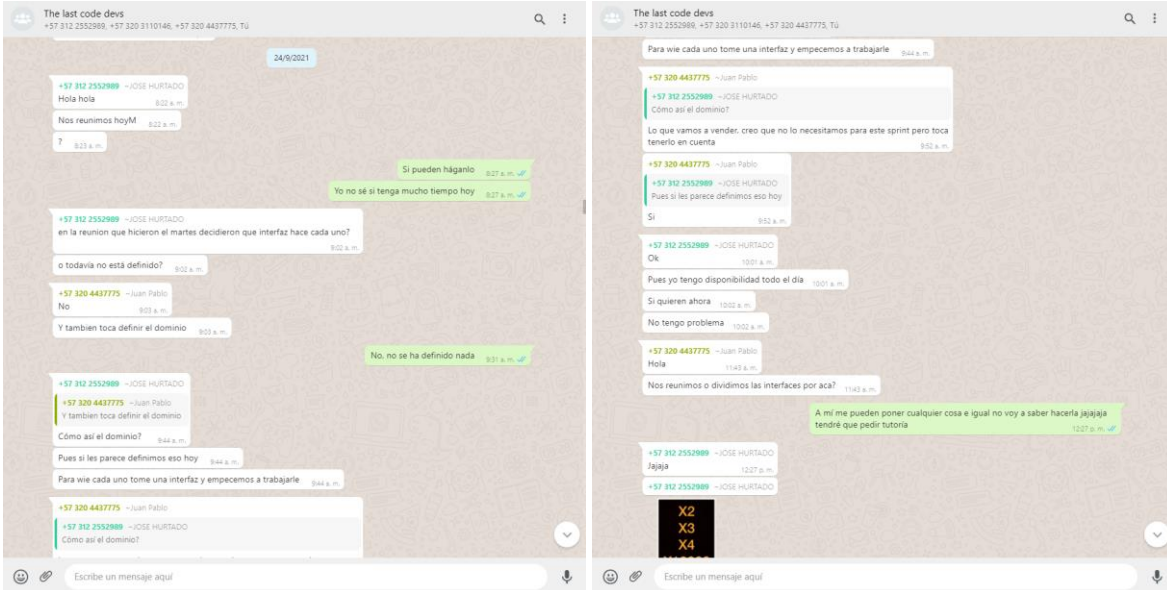 The last code devs
+57 312 2552989, +57 320 3110146, +57 320 4437775, Tú
24/9/2021
+57 312 2552989 ~JOSE HURTADO
Hola hola
8:22 a. m.
Nos reunimos hoyM 8:22 a. m.
? 8:23 a. m.
Si pueden háganlo 8:27 a. m.
Yo no sé si tenga mucho tiempo hoy 8:27 a. m.
+57 312 2552989 ~JOSE HURTADO
en la reunion que hicieron el martes decidieron que interfaz hace cada uno?
9:02 a. m.
o todavía no está definido? 9:02 a. m.
+57 320 4437775 ~Juan Pablo
No 9:03 a. m.
Y tambien toca definir el dominio 9:03 a. m.
No, no se ha definido nada 9:31 a. m.
+57 312 2552989 ~JOSE HURTADO
+57 320 4437775 ~Juan Pablo
Y tambien toca definir el dominio
Cómo así el dominio? 9:44 a. m.
Pues si les parece definimos eso hoy 9:44 a. m.
Para wie cada uno tome una interfaz y empecemos a trabajarle 9:44 a. m.
+57 320 4437775 ~Juan Pablo
+57 312 2552989 ~JOSE HURTADO
Cómo así el dominio?
Escribe un mensaje aquí
The last code devs
+57 312 2552989, +57 320 3110146, +57 320 4437775, Tú
Para wie cada uno tome una interfaz y empecemos a trabajarle 9:44 a. m.
+57 320 4437775 ~Juan Pablo
+57 312 2552989 ~JOSE HURTADO
Cómo así el dominio?
Lo que vamos a vender. creo que no lo necesitamos para este sprint pero toca
tenerlo en cuenta 9:52 a. m.
+57 320 4437775 ~Juan Pablo
+57 312 2552989 ~JOSE HURTADO
Pues si les parece definimos eso hoy
Si 9:52 a. m.
+57 312 2552989 ~JOSE HURTADO
Ok 10:01 a. m.
Pues yo tengo disponibilidad todo el día 10:01 a. m.
Si quieren ahora 10:02 a. m.
No tengo problema 10:02 a. m.
+57 320 4437775 ~Juan Pablo
Hola 11:43 a. m.
Nos reunimos o dividimos las interfaces por aca? 11:43 a. m.
A mí me pueden poner cualquier cosa e igual no voy a saber hacerla jajajaja
tendré que pedir tutoría 12:27 p. m.
+57 312 2552989 ~JOSE HURTADO
Jajaja 12:27 p. m.
+57 312 2552989 ~JOSE HURTADO
X2
X3
X4
Escribe un mensaje aquí